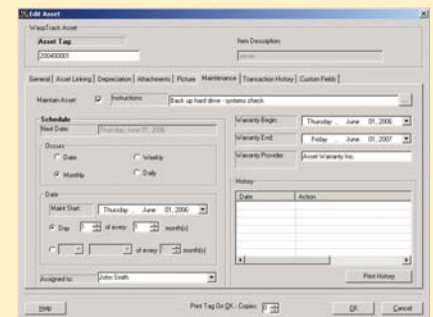 Edit Asset
WaspTrack Asset
Asset Tag:
Item Description:
200400001
server
General | Asset Linking | Depreciation | Attachments | Picture | Maintenance | Transaction History | Custom Fields
Maintain Asset: Instructions: Back up hard drive - systems check ...
Schedule
Next Date: Thursday, June 01, 2006
Occurs
Date Weekly
Monthly Daily
Date
Maint Start: Thursday , June 01, 2006
Day 1 of every 1 month(s)
of every 1 month(s)
Assigned to: John Smith
Warranty Begin: Thursday , June 01, 2006
Warranty End: Friday , June 01, 2007
Warranty Provider: Asset Warranty Inc.
History
Date Action
Print History
Help
Print Tag On OK - Copies: 1
OK Cancel